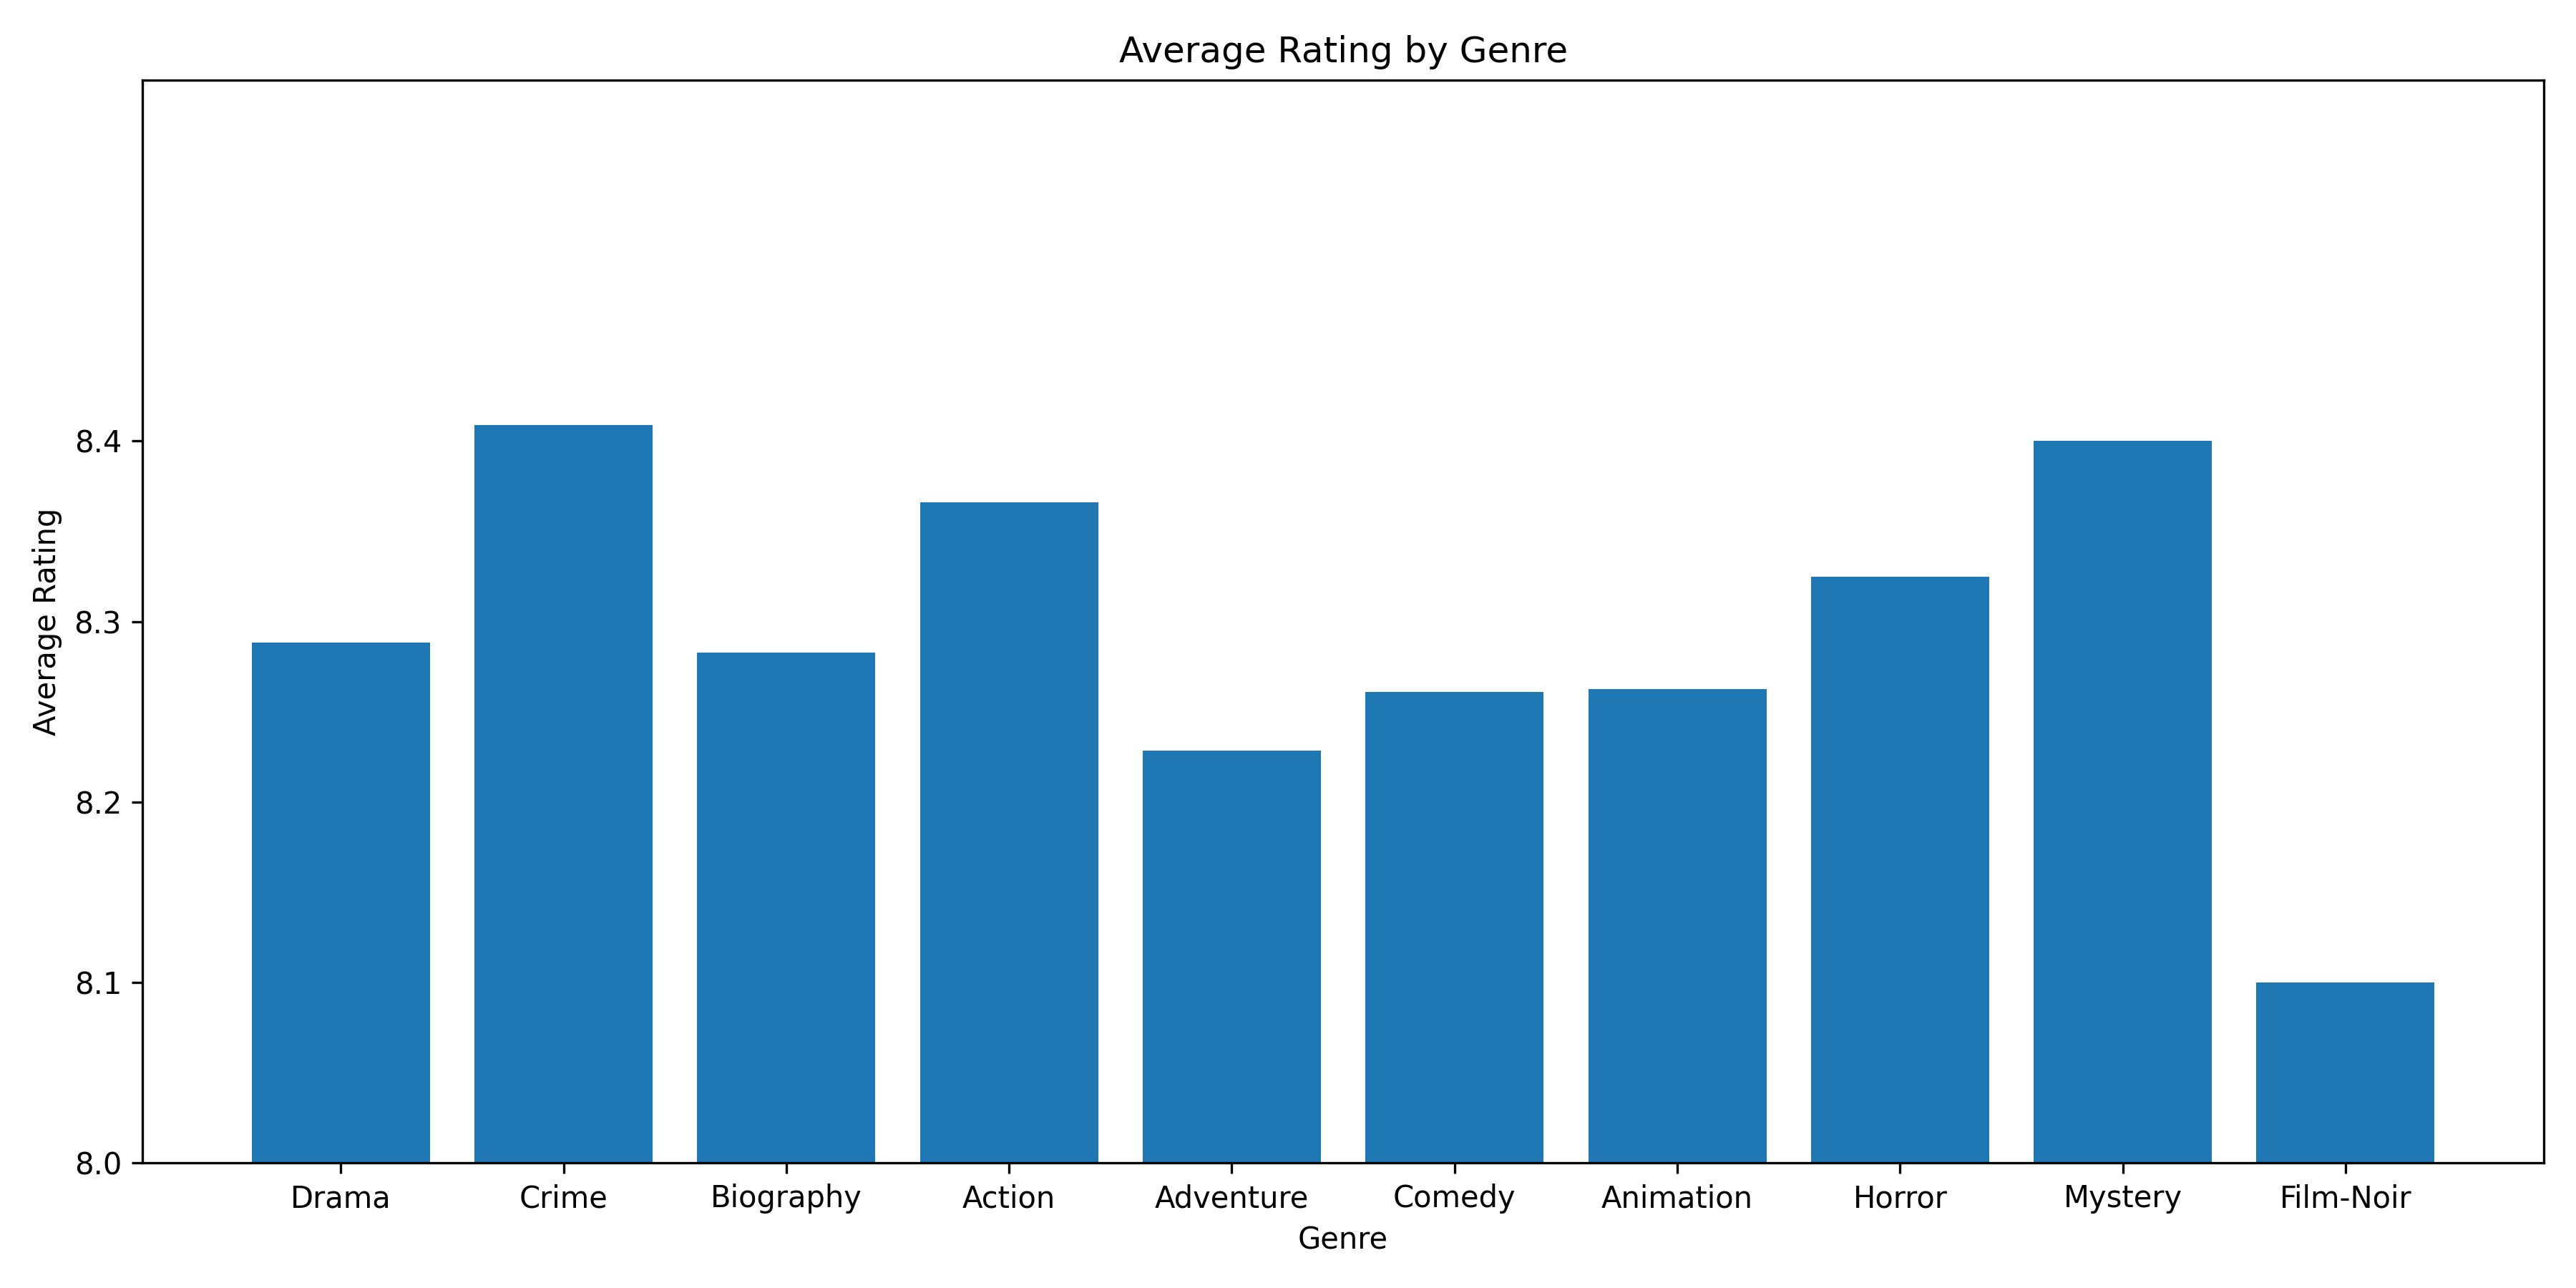 Average Rating by Genre
Average Rating
8.4
8.3
8.2
8.1
8.0
Drama Crime Biography Action Adventure Comedy Animation Horror Mystery Film-Noir
Genre